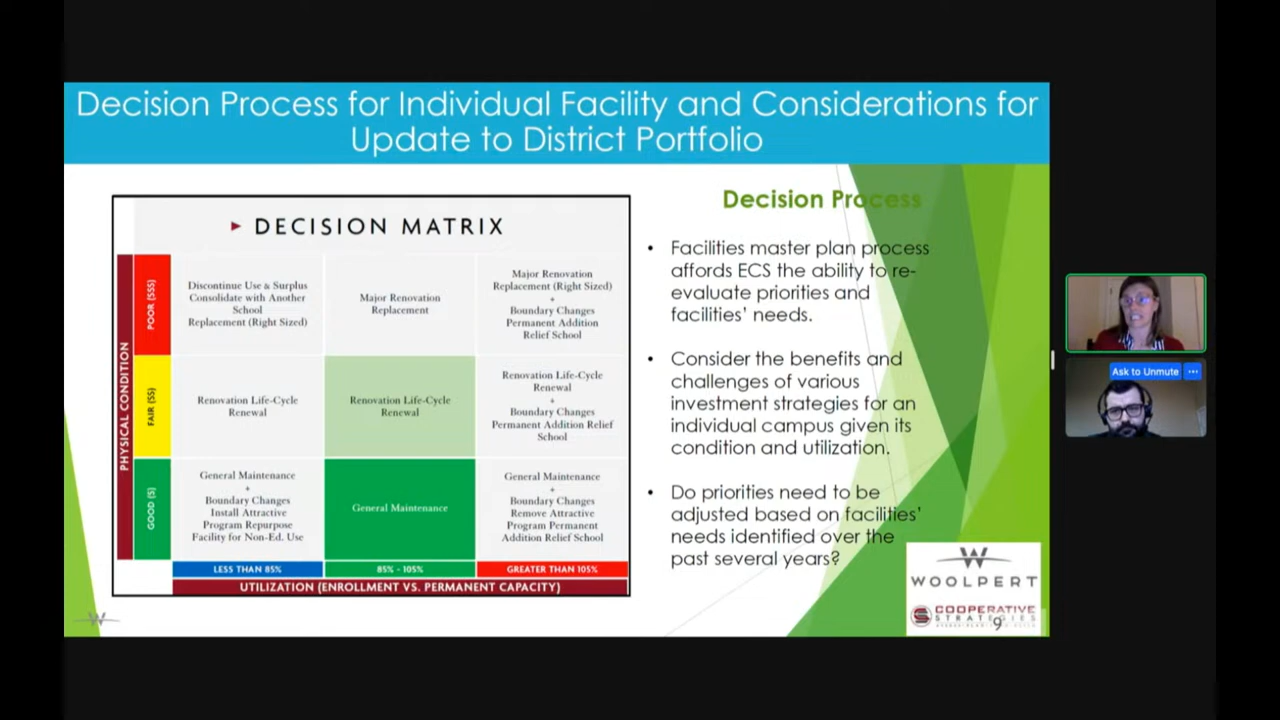 Decision Process for Individual Facility and Considerations for
Update to District Portfolio
DECISION MATRIX
PHYSICAL CONDITION
POOR ($$$)
Discontinue Use & Surplus
Consolidate with Another
School
Replacement (Right Sized)
Major Renovation
Replacement
Major Renovation
Replacement (Right Sized)
+
Boundary Changes
Permanent Addition
Relief School
FAIR ($$)
Renovation Life-Cycle
Renewal
Renovation Life-Cycle
Renewal
Renovation Life-Cycle
Renewal
+
Boundary Changes
Permanent Addition Relief
School
GOOD ($)
General Maintenance
+
Boundary Changes
Install Attractive
Program Repurpose
Facility for Non-Ed. Use
General Maintenance
General Maintenance
+
Boundary Changes
Remove Attractive
Program Permanent
Addition Relief School
LESS THAN 85%
85% - 105%
GREATER THAN 105%
UTILIZATION (ENROLLMENT VS. PERMANENT CAPACITY)
Decision Process
• Facilities master plan process
affords ECS the ability to re-
evaluate priorities and
facilities' needs.
• Consider the benefits and
challenges of various
investment strategies for an
individual campus given its
condition and utilization.
• Do priorities need to be
adjusted based on facilities'
needs identified over the
past several years?
WOOLPERT
COOPERATIVE
STRATEGIES
9
Ask to Unmute